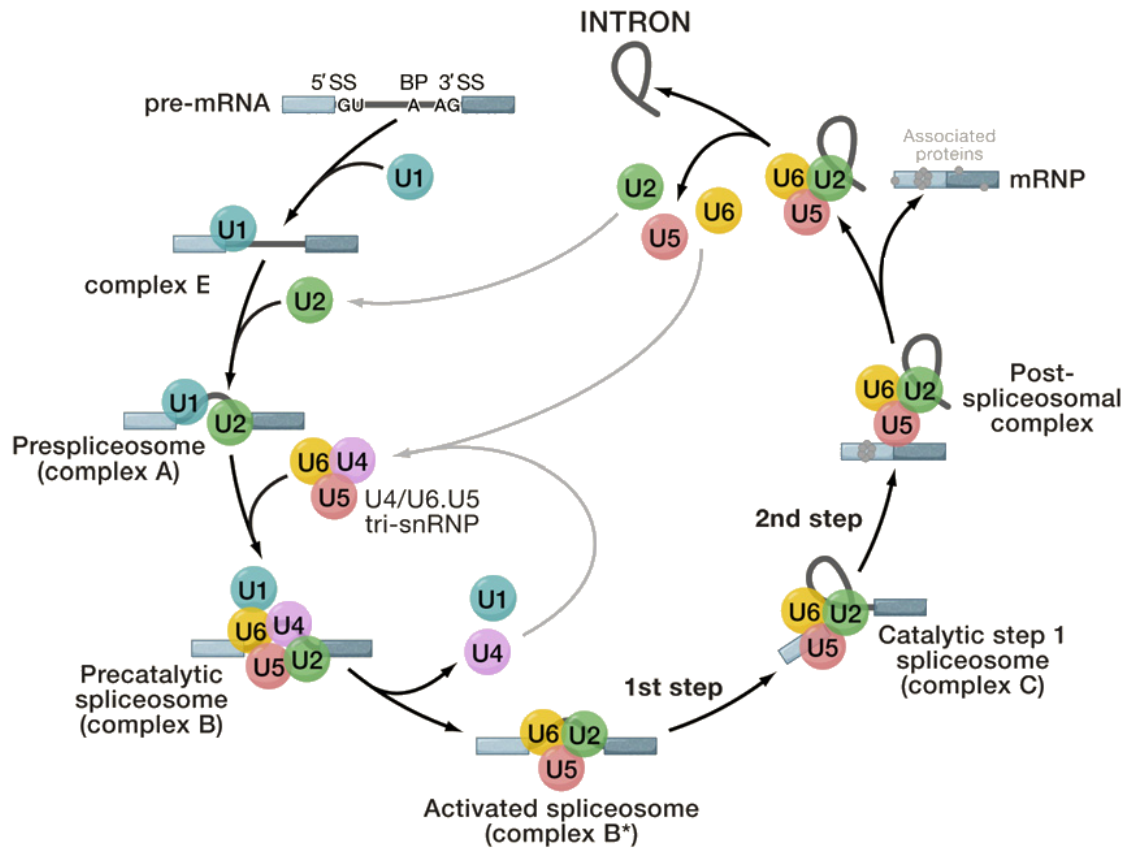 INTRON
5′SS BP 3′SS
pre-mRNA GU A AG
U1
U1
complex E
U2
U1
U2
Prespliceosome
(complex A)
U6 U4
U5
U4/U6.U5
tri-snRNP
U1
U6 U4
U5 U2
Precatalytic
spliceosome
(complex B)
U1
U4
U6 U2
U5
Activated spliceosome
(complex B*)
1st step
U6 U2
U5
Catalytic step 1
spliceosome
(complex C)
2nd step
U6 U2
U5
Post-
spliceosomal
complex
Associated
proteins
mRNP
U6 U2
U5
U2
U5
U6